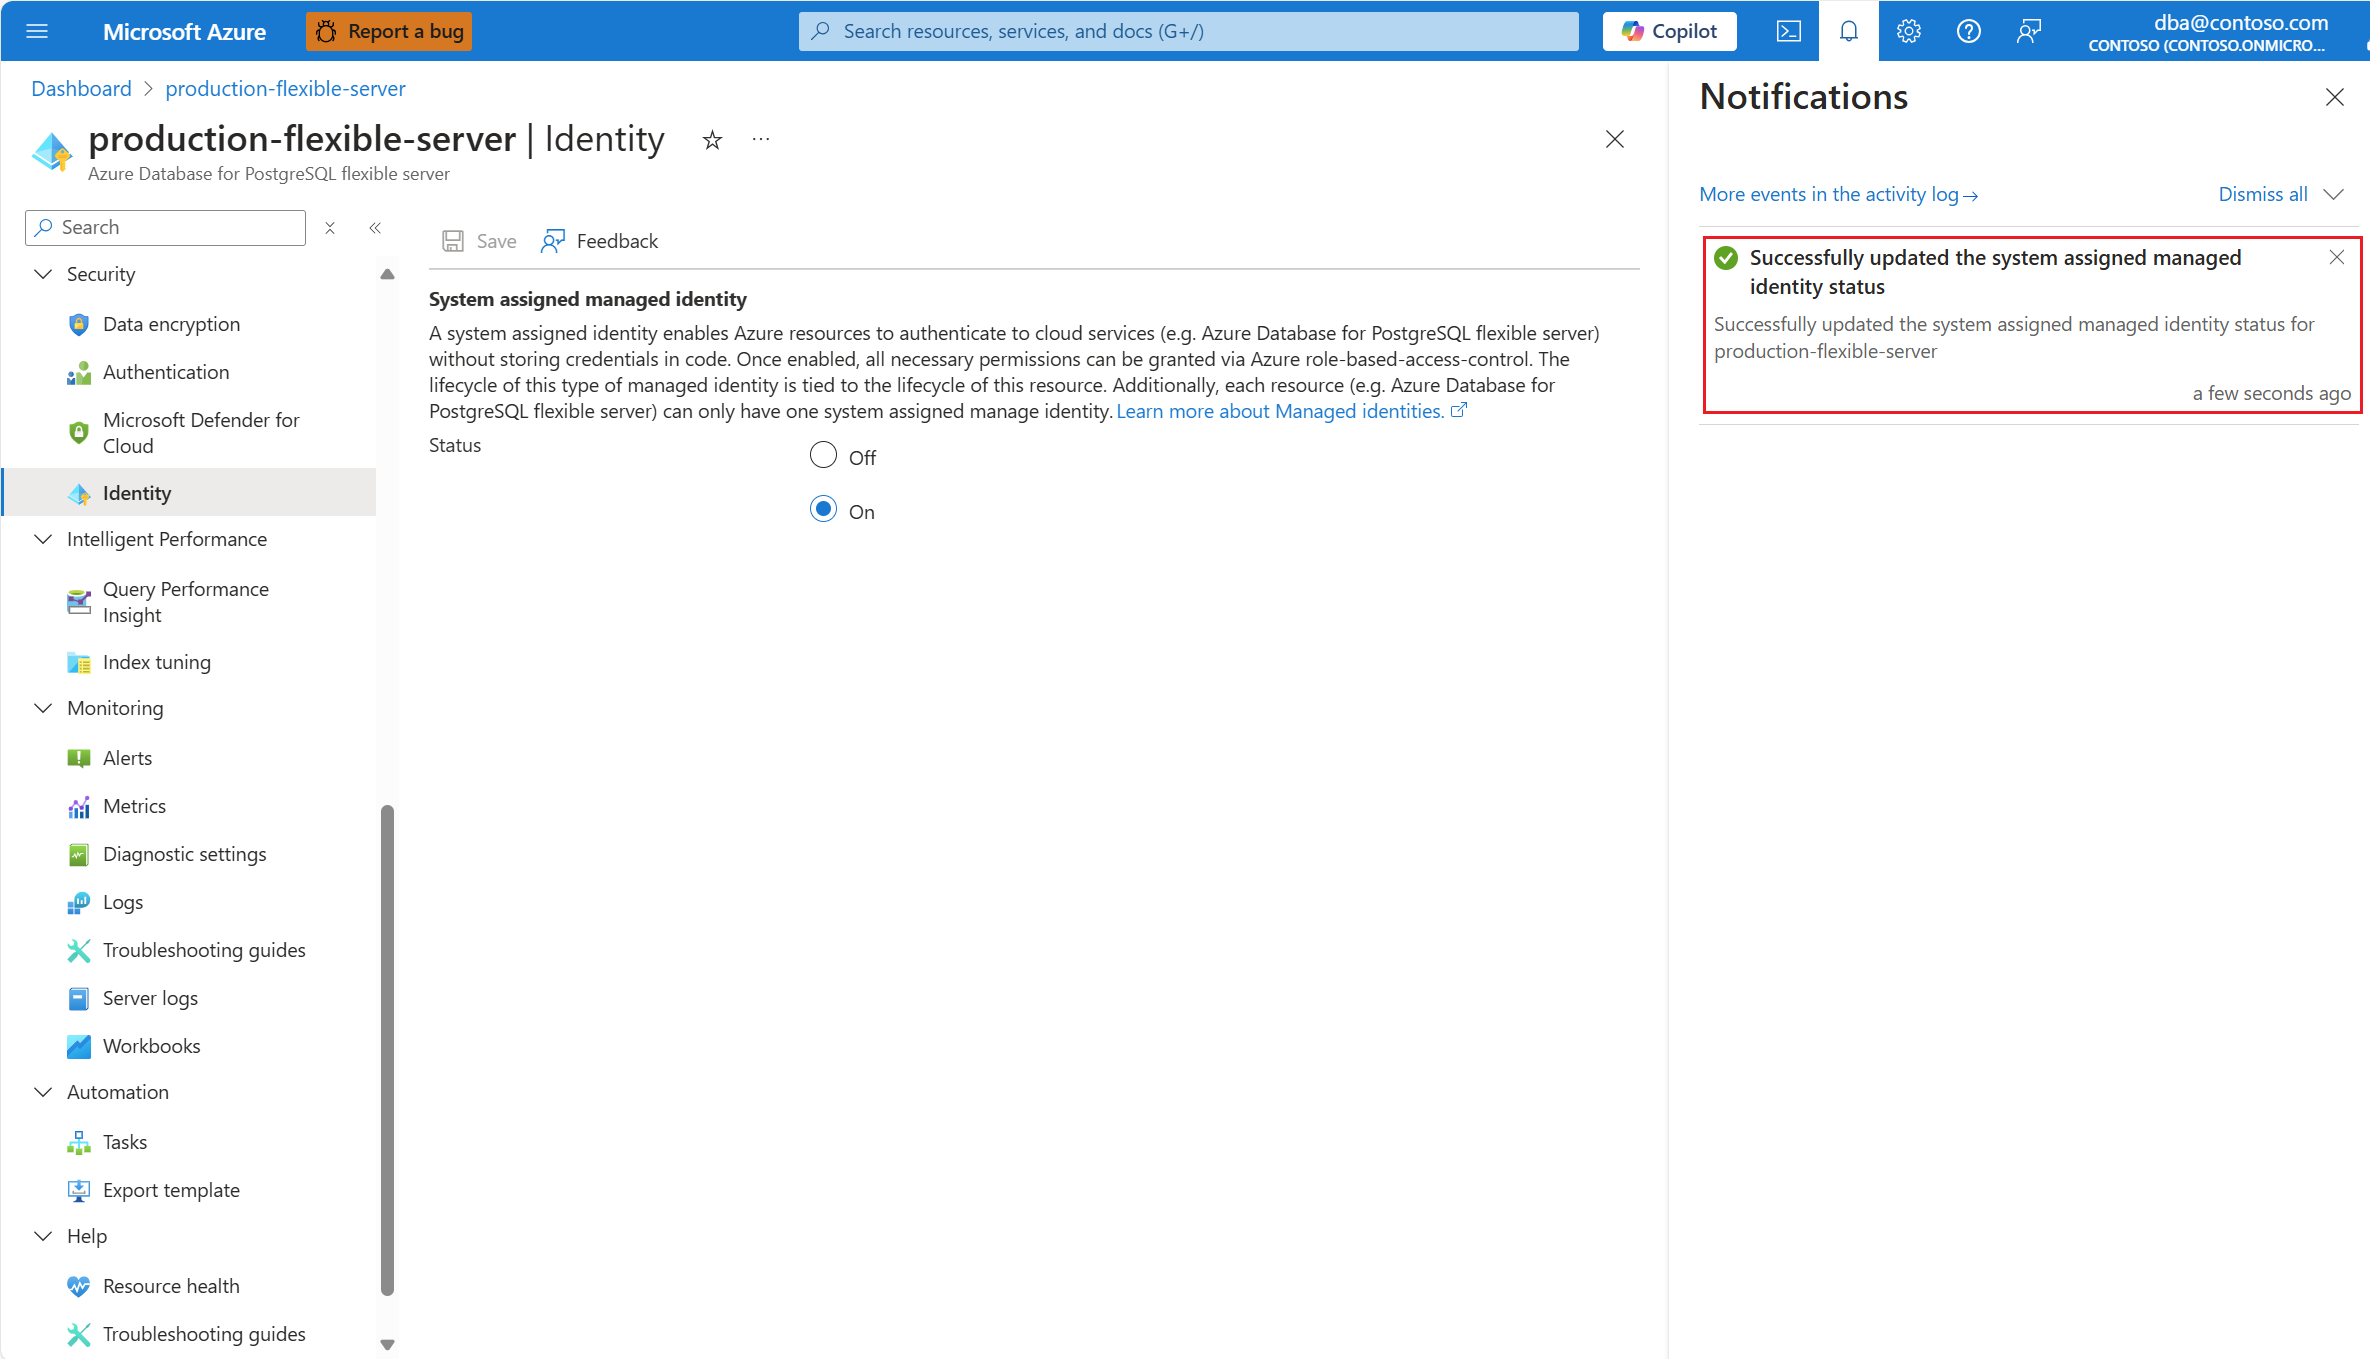 Microsoft Azure
Report a bug
Search resources, services, and docs (G+/)
Copilot
dba@contoso.com
CONTOSO (CONTOSO.ONMICRO...
Dashboard > production-flexible-server
production-flexible-server | Identity
Azure Database for PostgreSQL flexible server
Search
Security
Data encryption
Authentication
Microsoft Defender for
Cloud
Identity
Intelligent Performance
Query Performance
Insight
Index tuning
Monitoring
Alerts
Metrics
Diagnostic settings
Logs
Troubleshooting guides
Server logs
Workbooks
Automation
Tasks
Export template
Help
Resource health
Troubleshooting guides
Save
Feedback
System assigned managed identity
A system assigned identity enables Azure resources to authenticate to cloud services (e.g. Azure Database for PostgreSQL flexible server)
without storing credentials in code. Once enabled, all necessary permissions can be granted via Azure role-based-access-control. The
lifecycle of this type of managed identity is tied to the lifecycle of this resource. Additionally, each resource (e.g. Azure Database for
PostgreSQL flexible server) can only have one system assigned manage identity. Learn more about Managed identities.
Status
Off
On
Notifications
More events in the activity log→
Dismiss all
Successfully updated the system assigned managed
identity status
Successfully updated the system assigned managed identity status for
production-flexible-server
a few seconds ago